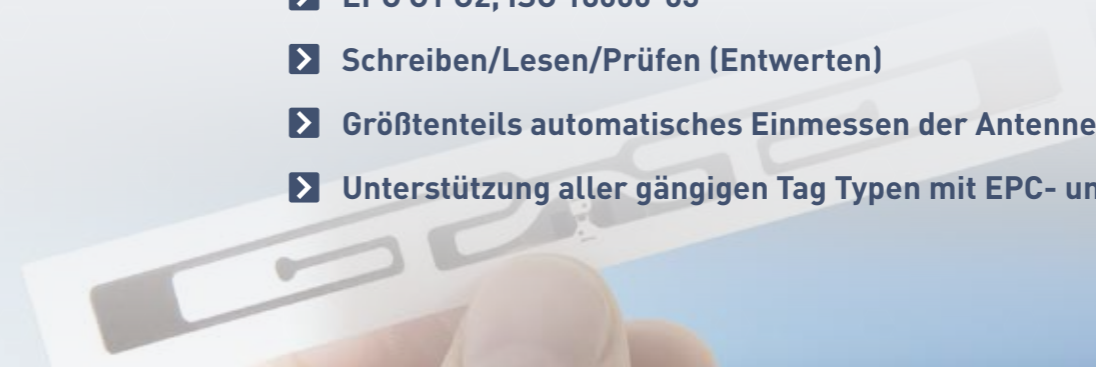 Schreiben/Lesen/Prüfen (Entwerten)
Größtenteils automatisches Einmessen der Antenne
Unterstützung aller gängigen Tag Typen mit EPC- un